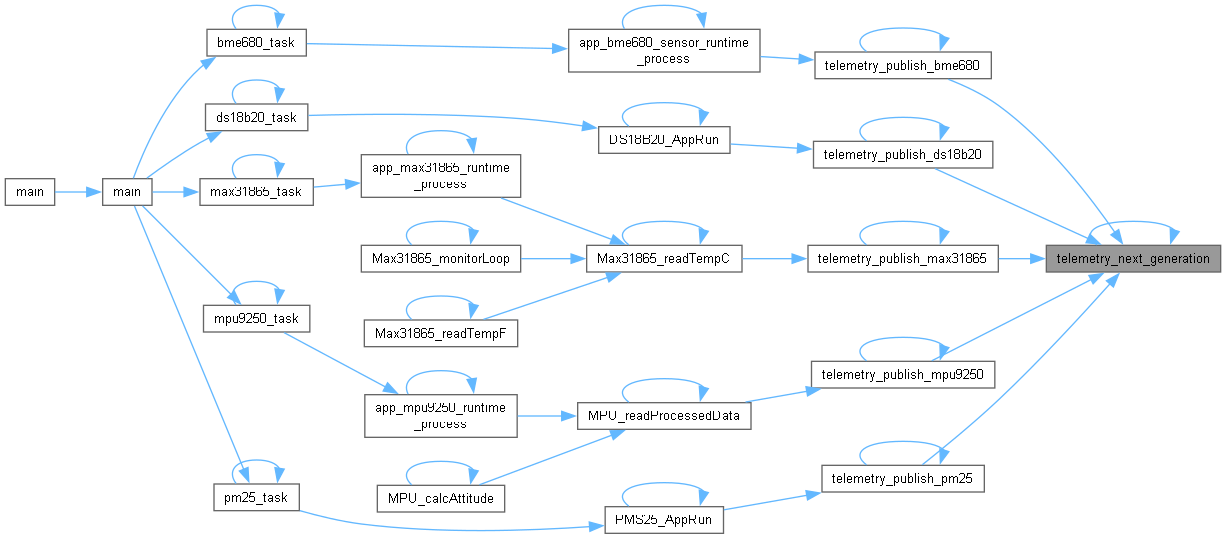 bme680_task
app_bme680_sensor_runtime
_process
telemetry_publish_bme680
ds18b20_task
DS18B20_AppRun
telemetry_publish_ds18b20
app_max31865_runtime
_process
main
main
max31865_task
Max31865_monitorLoop
Max31865_readTempC
telemetry_publish_max31865
telemetry_next_generation
mpu9250_task
Max31865_readTempF
telemetry_publish_mpu9250
app_mpu9250_runtime
_process
MPU_readProcessedData
pm25_task
MPU_calcAttitude
telemetry_publish_pm25
PMS25_AppRun